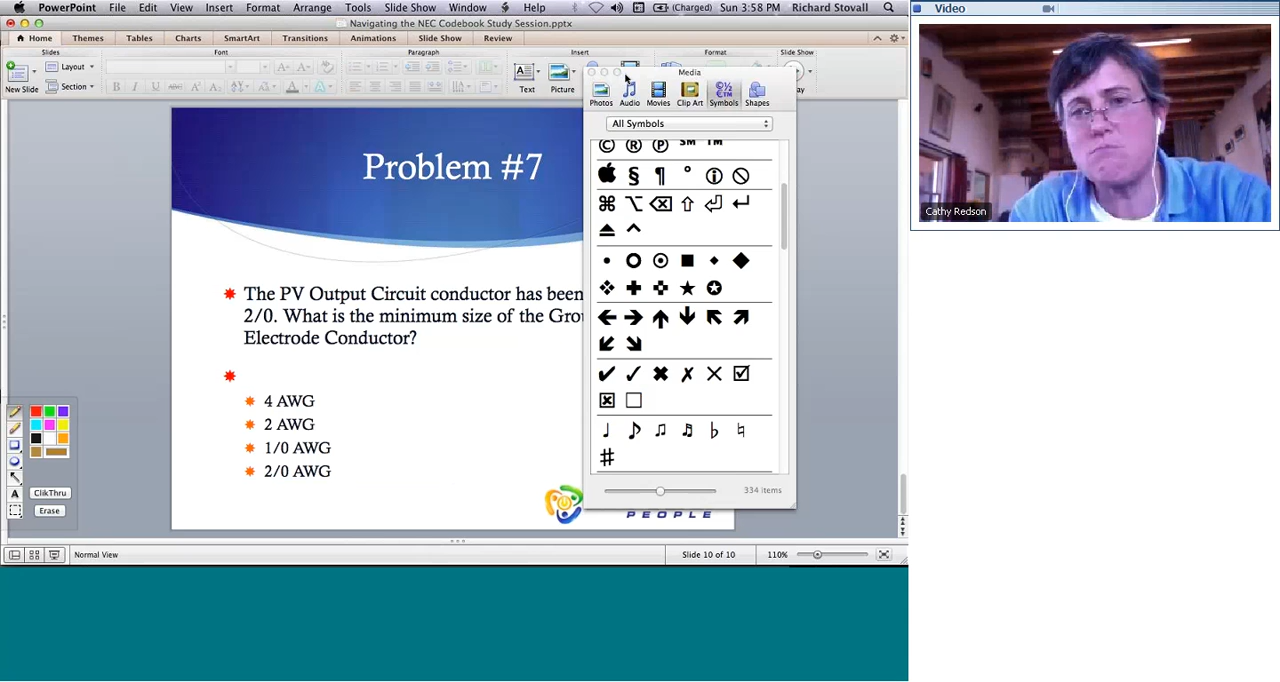 PowerPoint File Edit View Insert Format Arrange Tools Slide Show Window Help (Charged) Sun 3:58 PM Richard Stovall
Navigating the NEC Codebook Study Session.pptx
Home Themes Tables Charts SmartArt Transitions Animations Slide Show Review
Slides Font Paragraph Insert Format Slide Show
New Slide Layout Section Text Picture
Media
Photos Audio Movies Clip Art Symbols Shapes
All Symbols
© ® ℗ SM TM
§ ¶ °
Problem #7
The PV Output Circuit conductor has been
2/0. What is the minimum size of the
Electrode Conductor?
4 AWG
2 AWG
1/0 AWG
2/0 AWG
ClikThru
Erase
334 items
PEOPLE
Normal View Slide 10 of 10 110%
Video
Cathy Redson